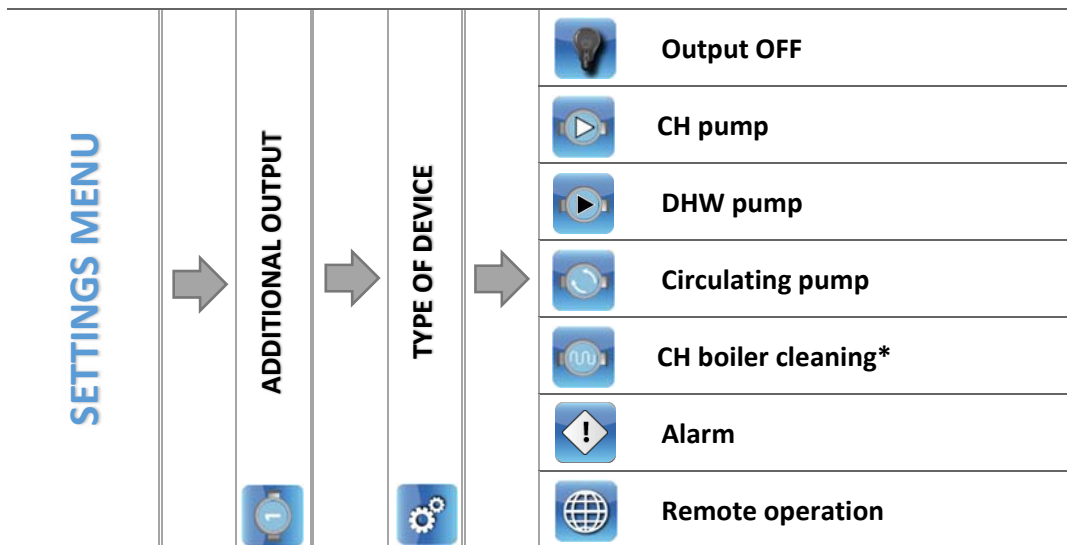 SETTINGS MENU
ADDITIONAL OUTPUT
1
TYPE OF DEVICE
Output OFF
CH pump
DHW pump
Circulating pump
CH boiler cleaning*
!
Alarm
Remote operation